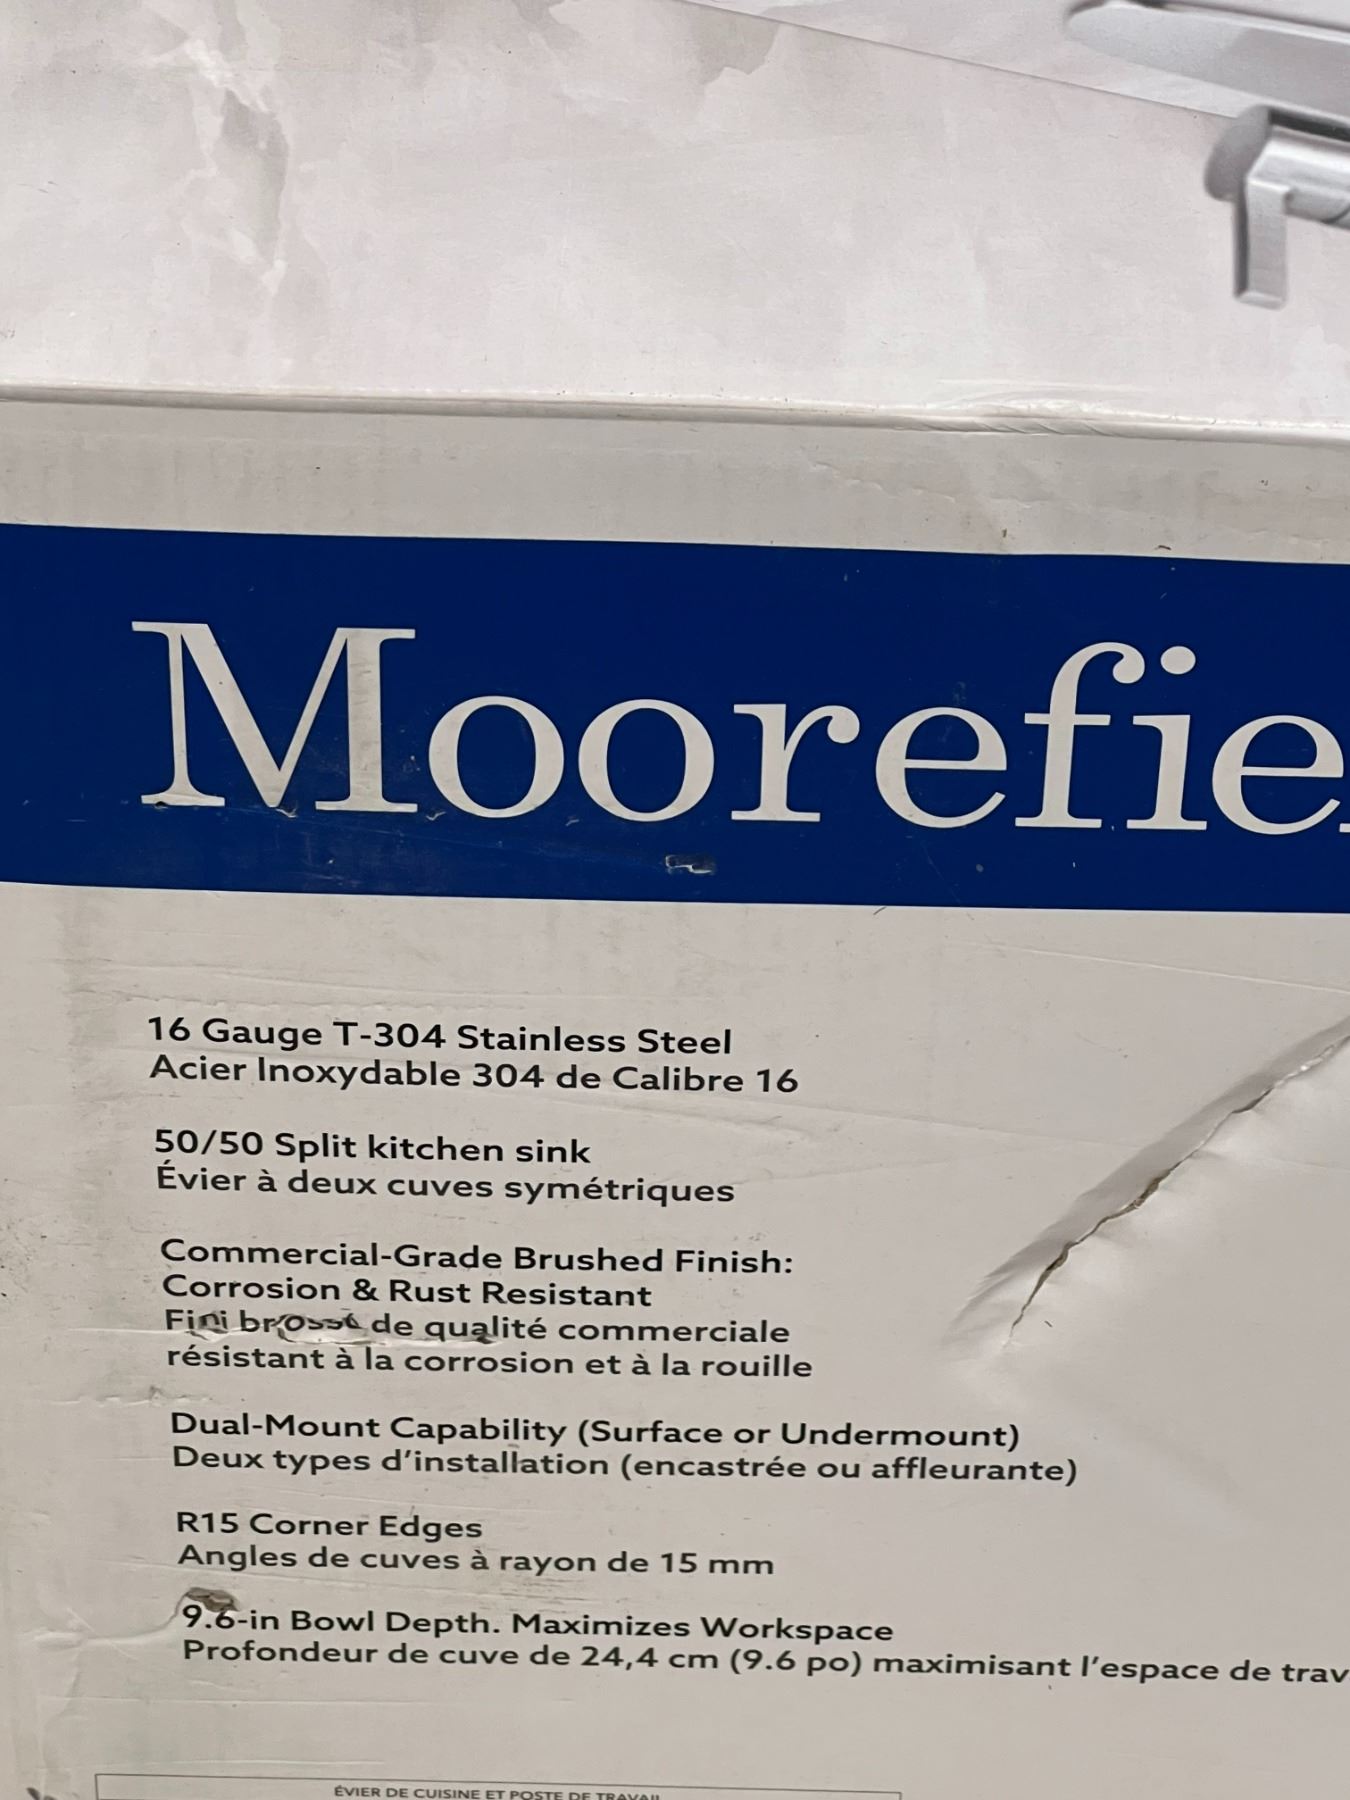 Moorefie
16 Gauge T-304 Stainless Steel
Acier Inoxydable 304 de Calibre 16
50/50 Split kitchen sink
Évier à deux cuves symétriques
Commercial-Grade Brushed Finish:
Corrosion & Rust Resistant
Fini brossé de qualité commerciale
résistant à la corrosion et à la rouille
Dual-Mount Capability (Surface or Undermount)
Deux types d'installation (encastrée ou affleurante)
R15 Corner Edges
Angles de cuves à rayon de 15 mm
9.6-in Bowl Depth. Maximizes Workspace
Profondeur de cuve de 24,4 cm (9.6 po) maximisant l'espace de trav
ÉVIER DE CUISINE ET POSTE DE TRAVAIL